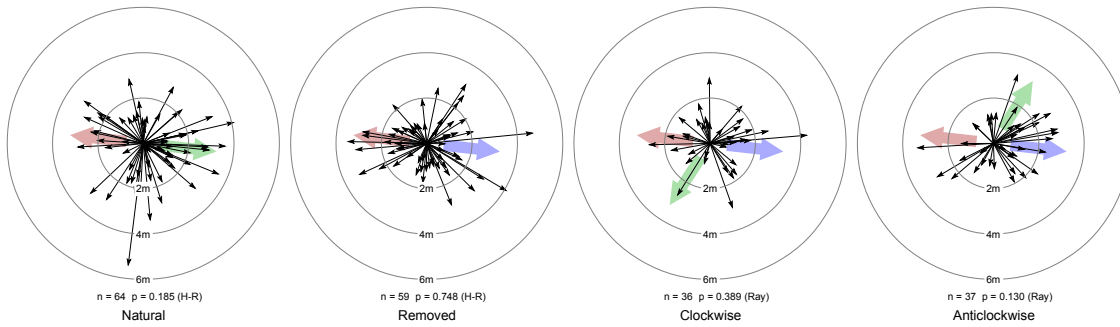 2m
4m
6m
n = 64 p = 0.185 (H-R)
Natural
2m
4m
6m
n = 59 p = 0.748 (H-R)
Removed
2m
4m
6m
n = 36 p = 0.389 (Ray)
Clockwise
2m
4m
6m
n = 37 p = 0.130 (Ray)
Anticlockwise